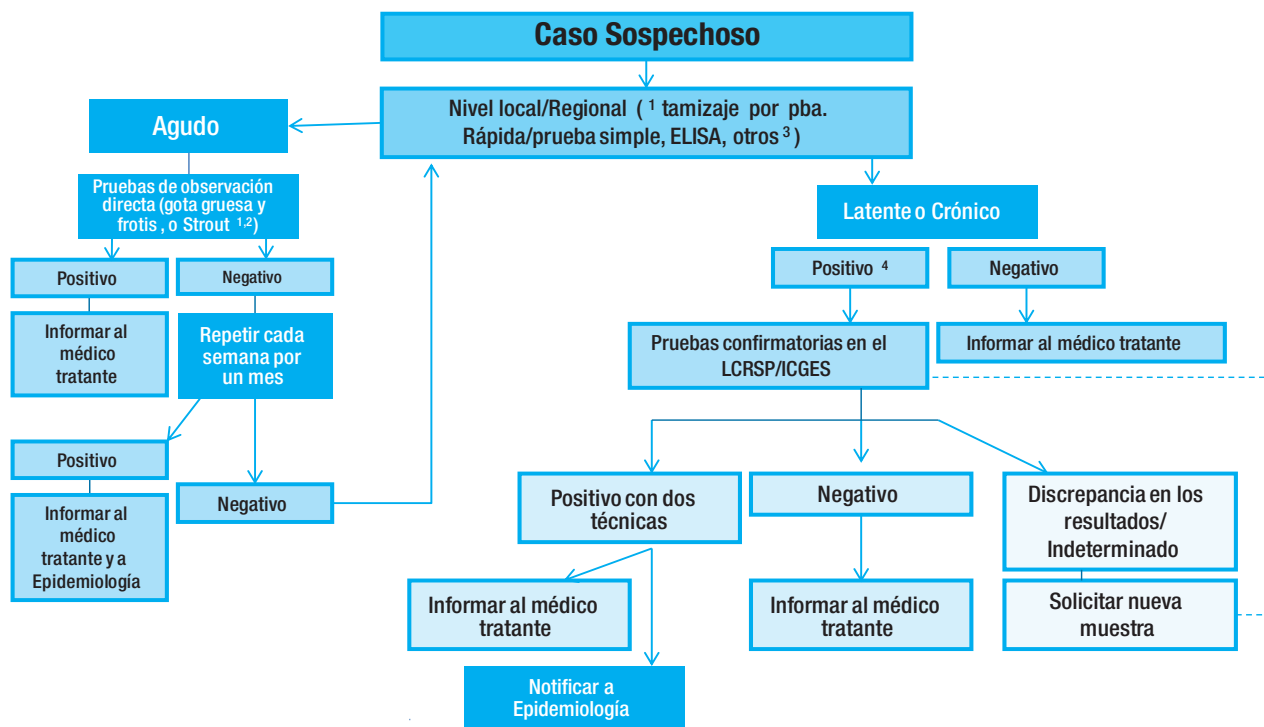 Caso Sospechoso
Nivel local/Regional ( ¹ tamizaje por pba.
Rápida/prueba simple, ELISA, otros ³ )
Agudo
Pruebas de observación
directa (gota gruesa y
frotis , o Strout ¹,²)
Positivo
Negativo
Informar al
médico
tratante
Repetir cada
semana por
un mes
Positivo
Negativo
Informar al
médico
tratante y a
Epidemiología
Latente o Crónico
Positivo ⁴
Negativo
Pruebas confirmatorias en el
LCRSP/ICGES
Informar al médico tratante
Positivo con dos
técnicas
Negativo
Discrepancia en los
resultados/
Indeterminado
Informar al médico
tratante
Informar al médico
tratante
Solicitar nueva
muestra
Notificar a
Epidemiología